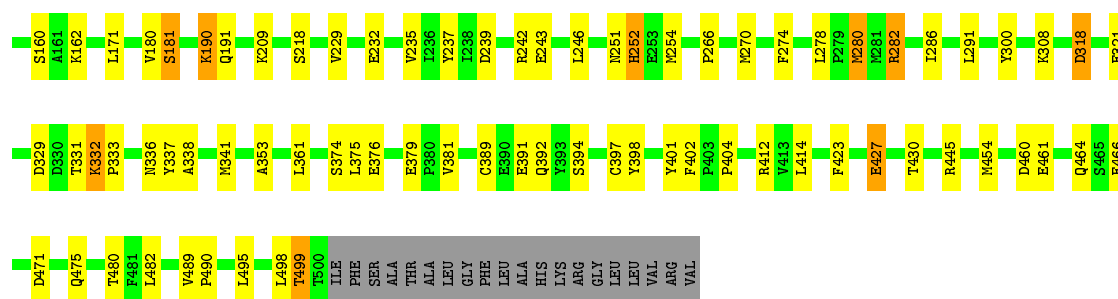 S160 A161 K162 L171 V180 S181 K190 Q191 K209 S218 V229 E232 V235 I236 Y237 I238 D239 R242 E243 L246 N251 H252 E253 M254 P266 M270 F274 L278 P279 M280 M281 R282 I286 L291 Y300 K308 D318
D329 D330 T331 K332 P333 N336 Y337 A338 M341 A353 L361 S374 L375 E376 E379 P380 V381 C389 E390 E391 Q392 Y393 S394 C397 Y398 Y401 F402 P403 P404 R412 V413 L414 F423 E427 T430 R445 M454 D460 E461 Q464 S465
D471 Q475 T480 F481 L482 V489 P490 L495 L498 T499 T500 ILE PHE SER ALA THR ALA LEU GLY PHE LEU ALA HIS LYS ARG GLY LEU LEU VAL ARG VAL